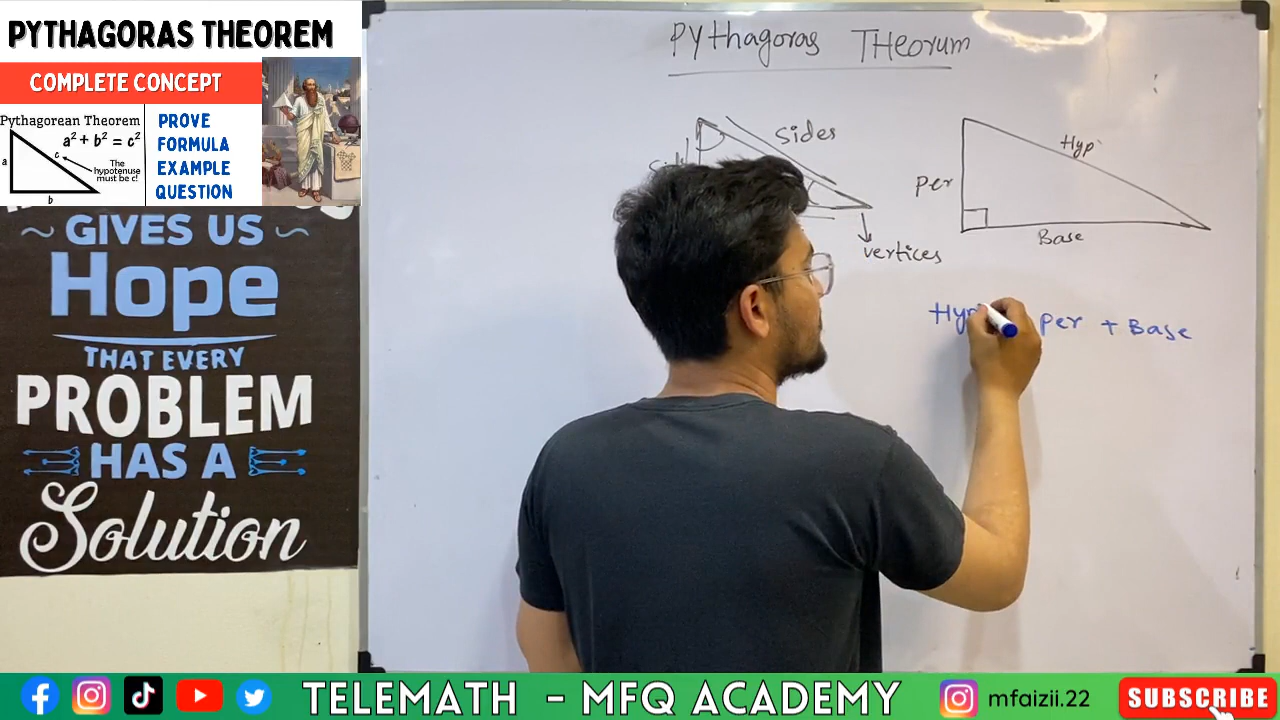 PYTHAGORAS THEOREM
COMPLETE CONCEPT
Pythagorean Theorem
a² + b² = c²
a
c
The
hypotenuse
must be c!
b
PROVE
FORMULA
EXAMPLE
QUESTION
~ GIVES US ~
Hope
THAT EVERY
PROBLEM
HAS A
Solution
Pythagoras THeorum
Sides
vertices
Hyp
per
Base
per + Base
TELEMATH - MFQ ACADEMY
mfaizii.22
SUBSCRIBE